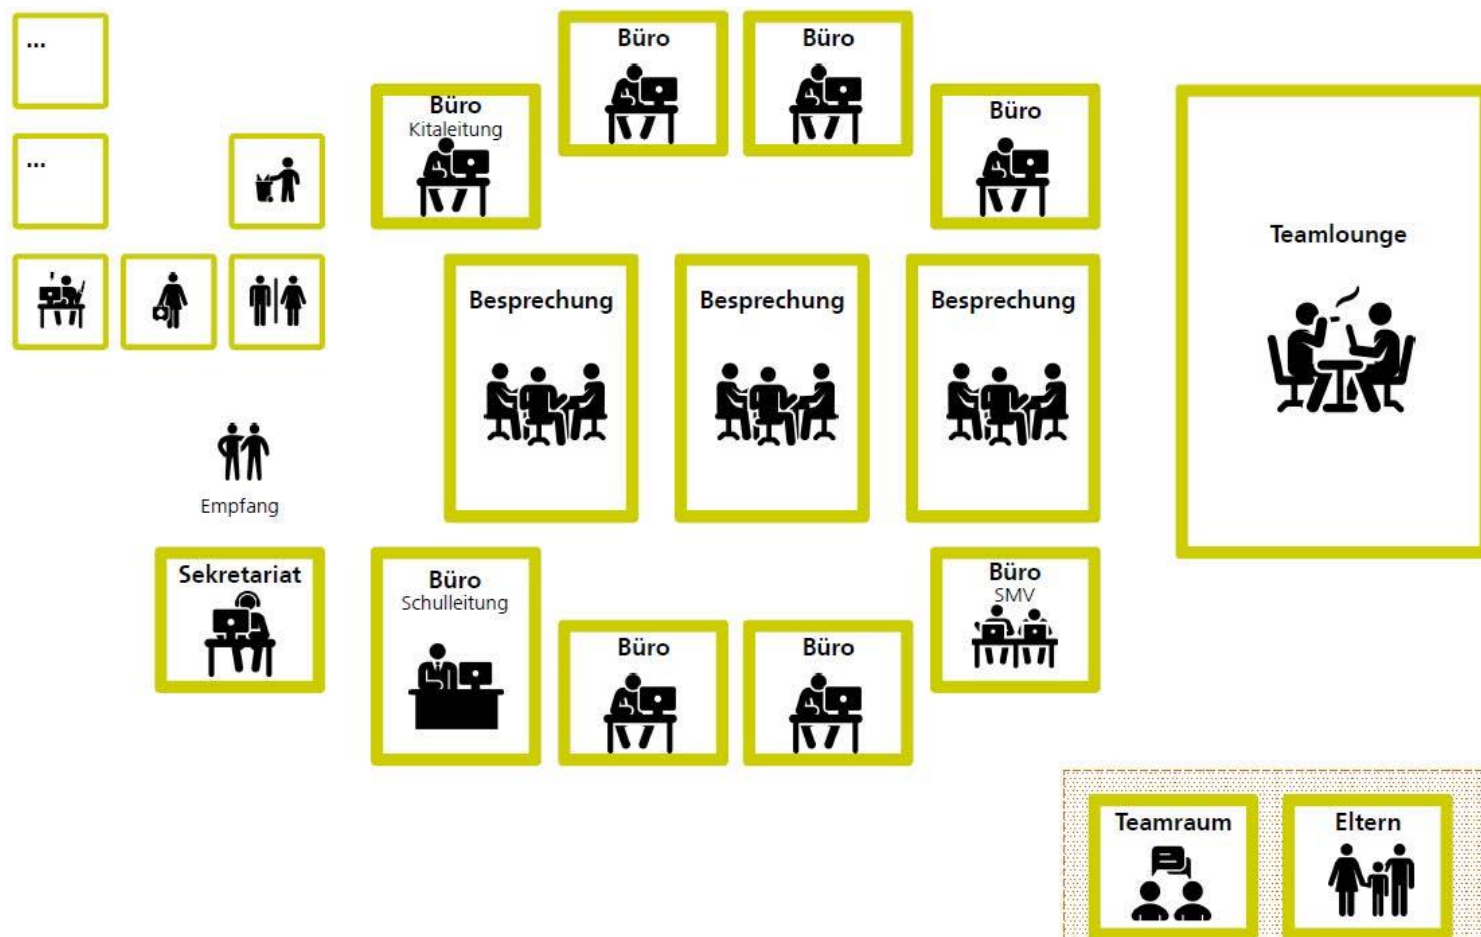 ...
...
Büro
Kitaleitung
Büro
Büro
Büro
Teamlounge
Besprechung
Besprechung
Besprechung
Empfang
Sekretariat
Büro
Schulleitung
Büro
Büro
Büro
SMV
Teamraum
Eltern